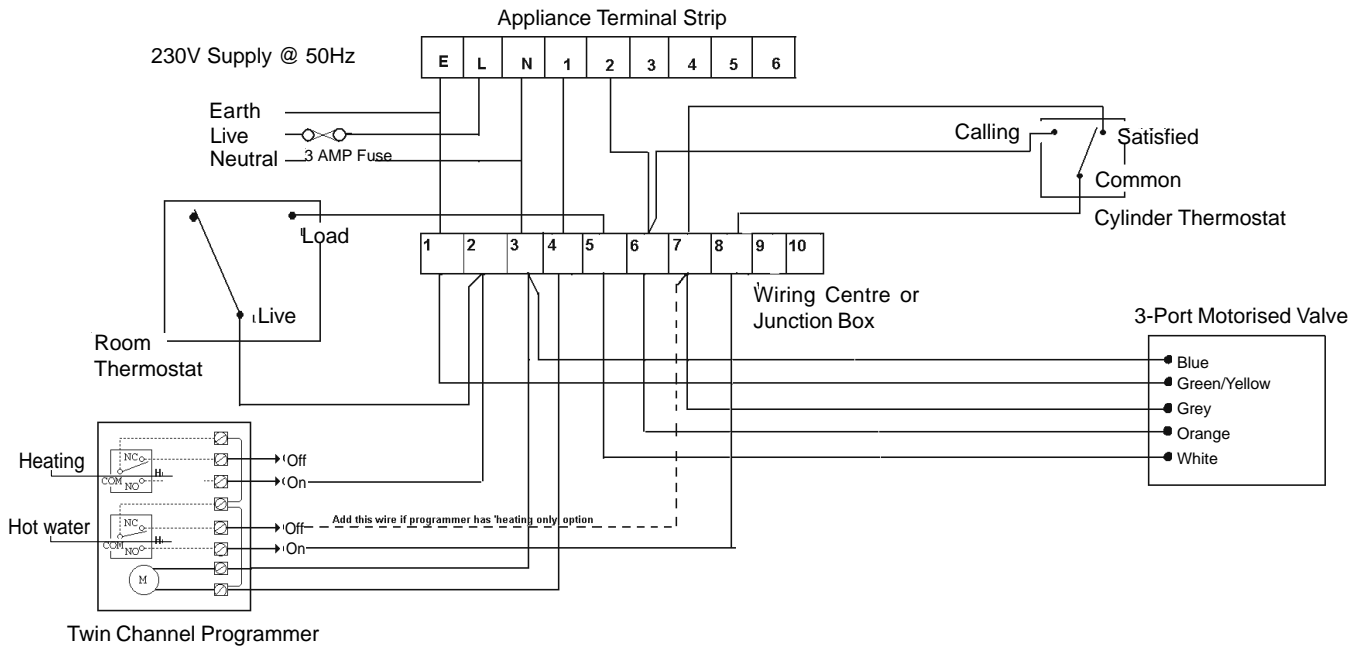 Appliance Terminal Strip
230V Supply @ 50Hz
E L N 1 2 3 4 5 6
Earth
Live
Neutral
3 AMP Fuse
Calling
Satisfied
Common
Cylinder Thermostat
Load
Live
Room
Thermostat
1 2 3 4 5 6 7 8 9 10
Wiring Centre or
Junction Box
3-Port Motorised Valve
Blue
Green/Yellow
Grey
Orange
White
Heating
NC
COM
NO
Off
On
Hot water
NC
COM
NO
Off
On
Add this wire if programmer has 'heating only option
M
Twin Channel Programmer